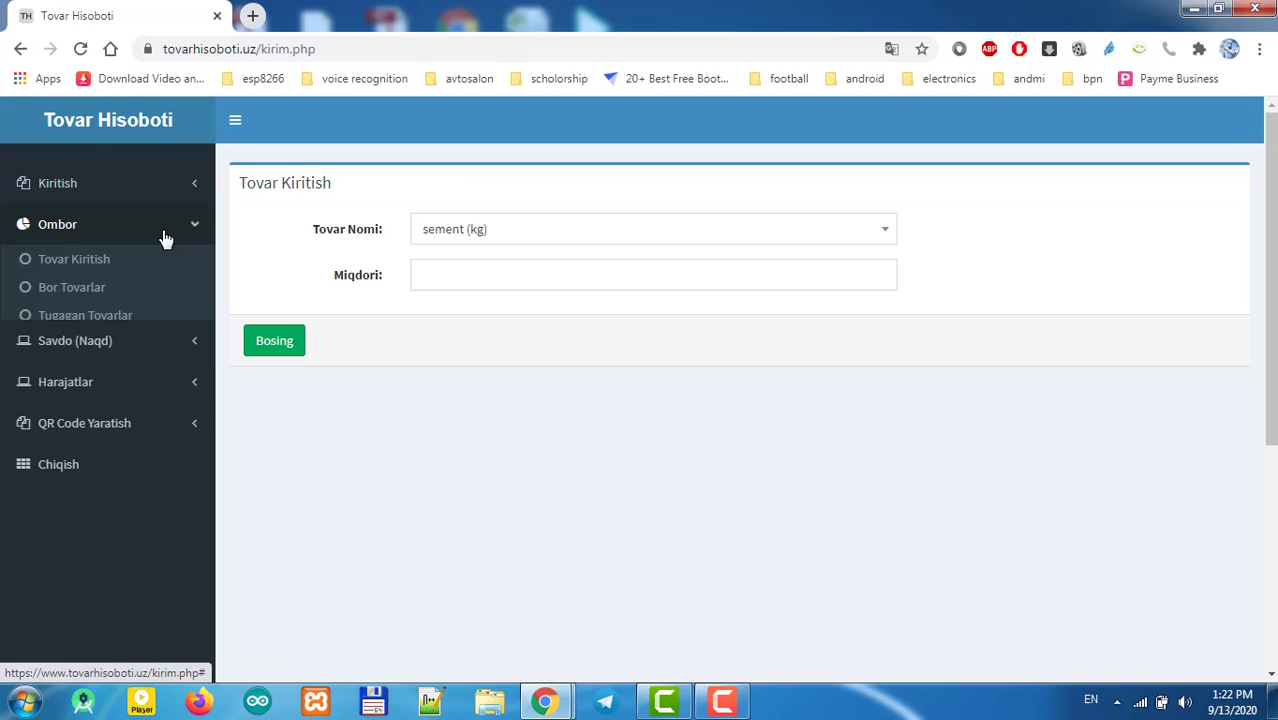 TH Tovar Hisoboti
tovarhisoboti.uz/kirim.php
ABP
Apps Download Video an... esp8266 voice recognition avtosalon scholorship 20+ Best Free Boot... football android electronics andmi bpn Payme Business
Tovar Hisoboti
Kiritish
Ombor
Tovar Kiritish
Bor Tovarlar
Tugagan Tovarlar
Savdo (Naqd)
Harajatlar
QR Code Yaratish
Chiqish
Tovar Kiritish
Tovar Nomi: sement (kg)
Miqdori:
Bosing
https://www.tovarhisoboti.uz/kirim.php#
Player
EN
1:22 PM
9/13/2020